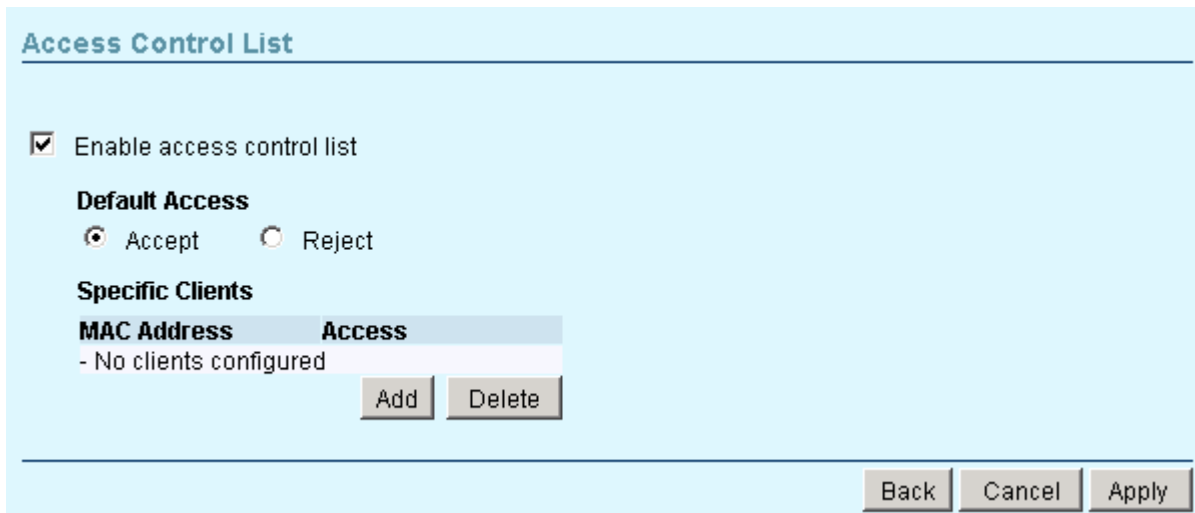 Access Control List
Enable access control list
Default Access
Accept Reject
Specific Clients
MAC Address Access
- No clients configured
Add Delete
Back Cancel Apply